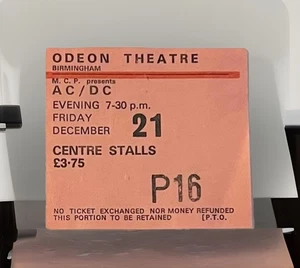 ODEON THEATRE
BIRMINGHAM
M. C. P. presents
AC/DC
EVENING 7-30 p.m.
FRIDAY
DECEMBER 21
CENTRE STALLS
£3·75
P16
NO TICKET EXCHANGED NOR MONEY REFUNDED
THIS PORTION TO BE RETAINED [P.T.O.